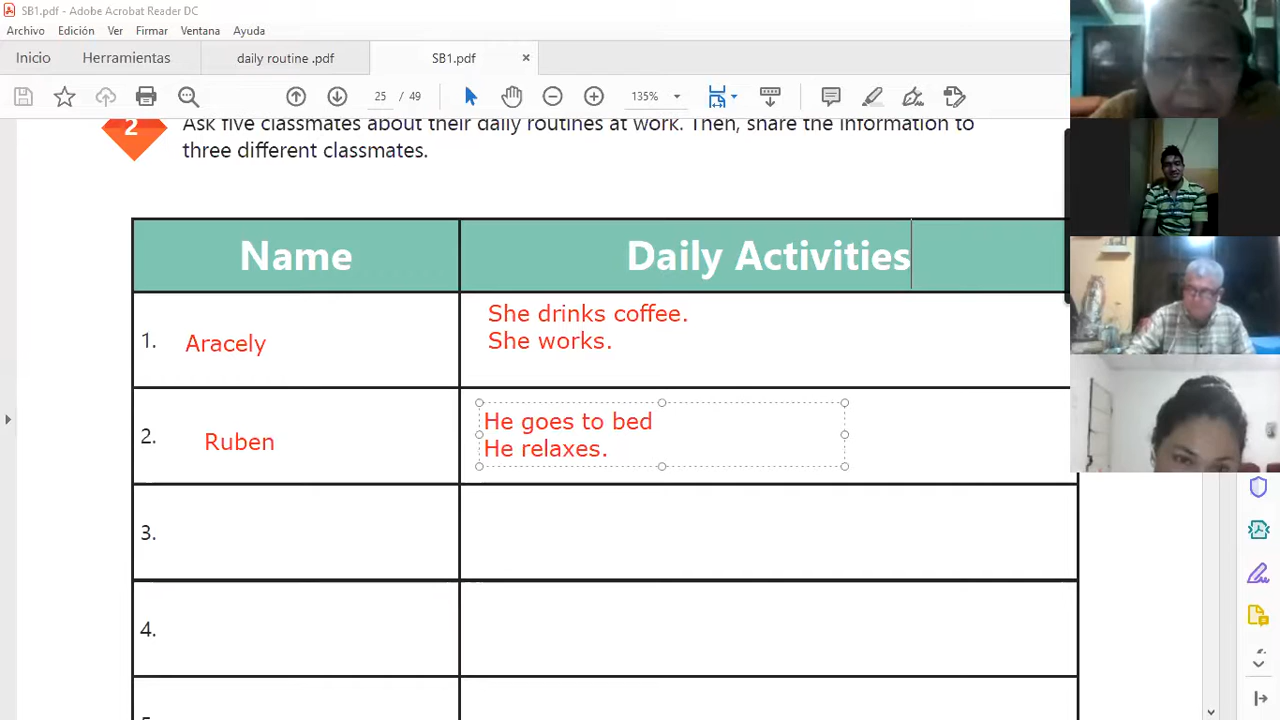 SB1.pdf - Adobe Acrobat Reader DC
Archivo Edición Ver Firmar Ventana Ayuda
Inicio Herramientas daily routine .pdf SB1.pdf ×
25 / 49 135%
2 Ask five classmates about their daily routines at work. Then, share the information to
three different classmates.
Name Daily Activities
1. Aracely
She drinks coffee.
She works.
2. Ruben
He goes to bed
He relaxes.
3.
4.